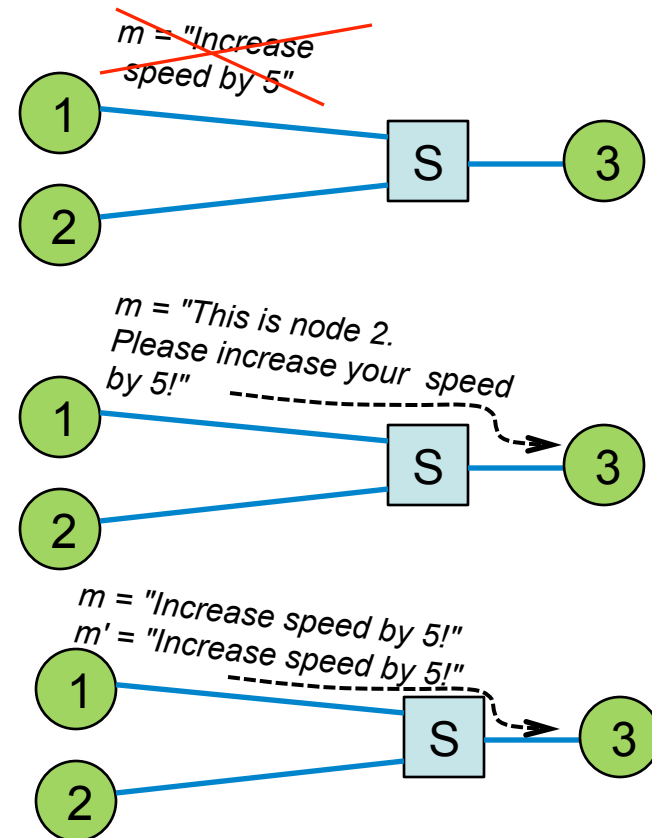 m = "Increase
speed by 5"
1
S
3
2
m = "This is node 2.
Please increase your speed
by 5!"
1
S
3
2
m = "Increase speed by 5!"
m' = "Increase speed by 5!"
1
S
3
2